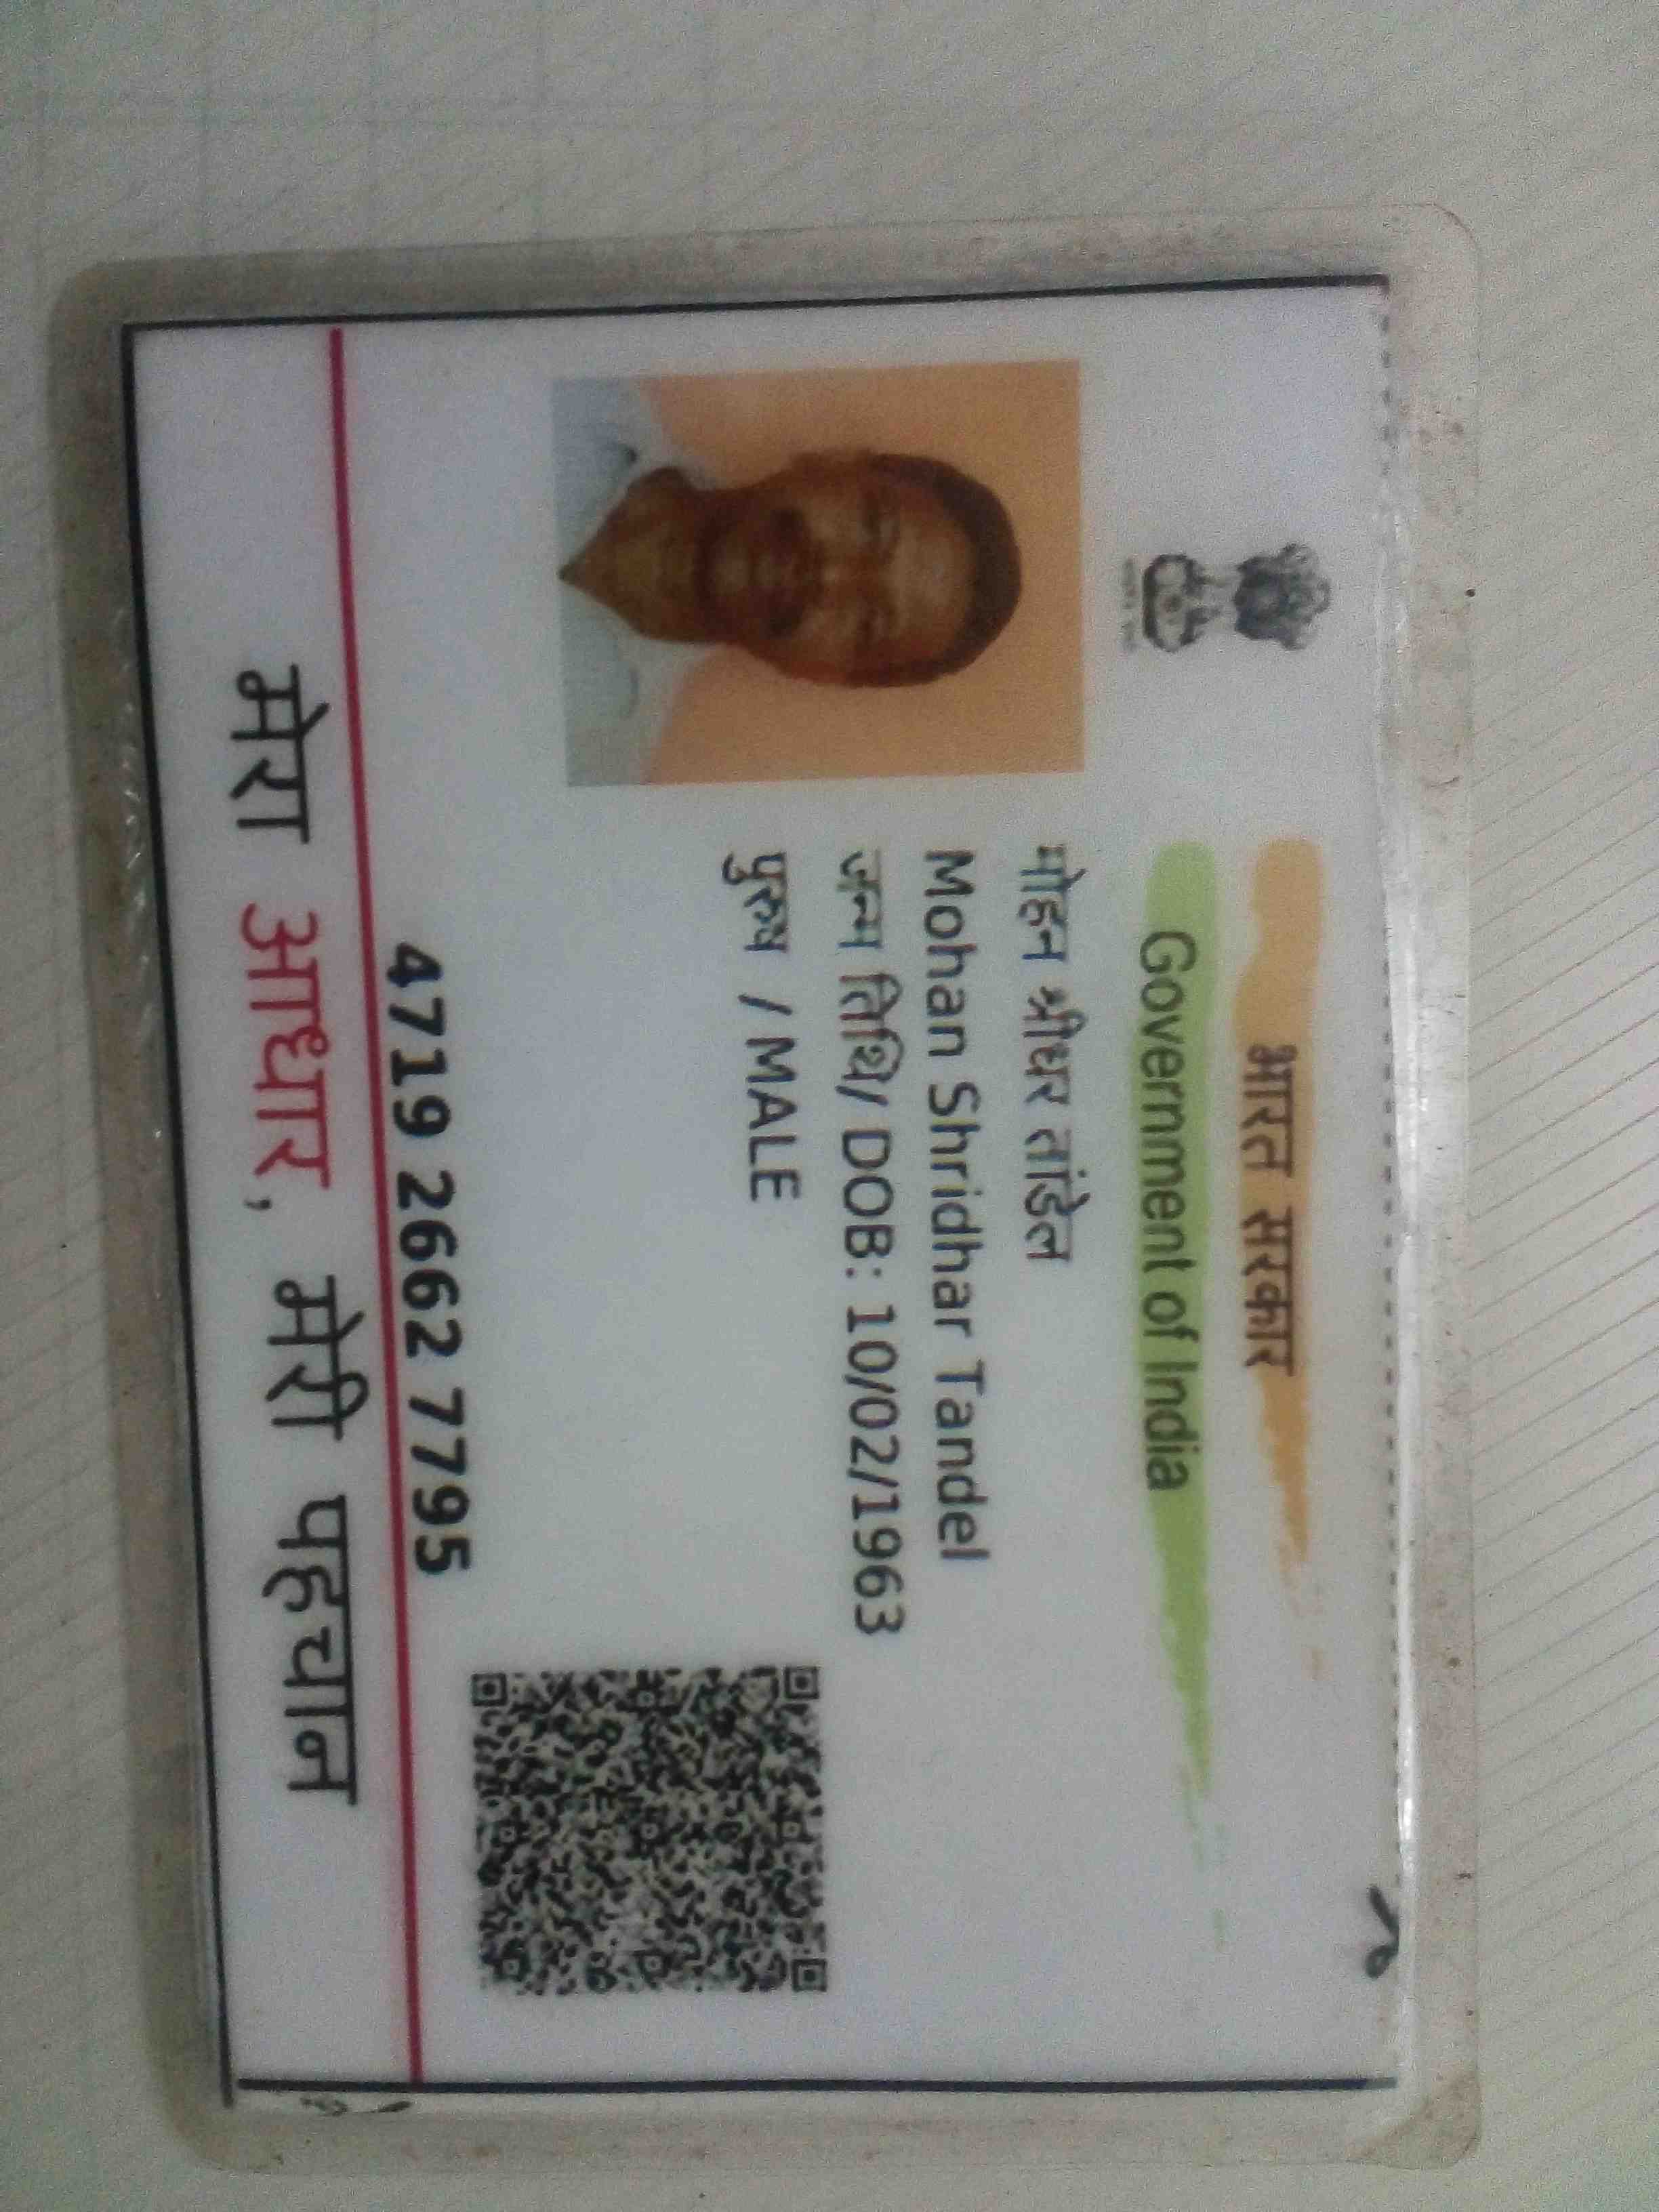 भारत सरकार
Government of India
मोहन श्रीधर तांडेल
Mohan Shridhar Tandel
जन्म तिथि/ DOB: 10/02/1963
पुरुष / MALE
4719 2662 7795
मेरा आधार, मेरी पहचान